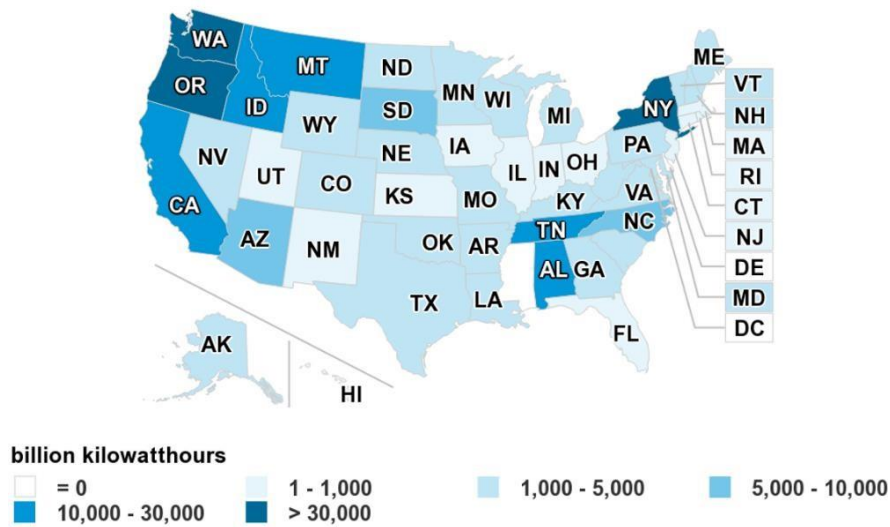 WA
MT
ND
ME
OR
ID
MN
VT
SD
WI
NY
NH
WY
MI
MA
NV
NE
IA
PA
RI
UT
CO
IL
IN
OH
CT
KS
MO
KY
VA
NJ
CA
AZ
NM
OK
AR
TN
NC
DE
AL
GA
MD
TX
LA
DC
FL
AK
HI
billion kilowatthours
= 0
1 - 1,000
1,000 - 5,000
5,000 - 10,000
10,000 - 30,000
> 30,000